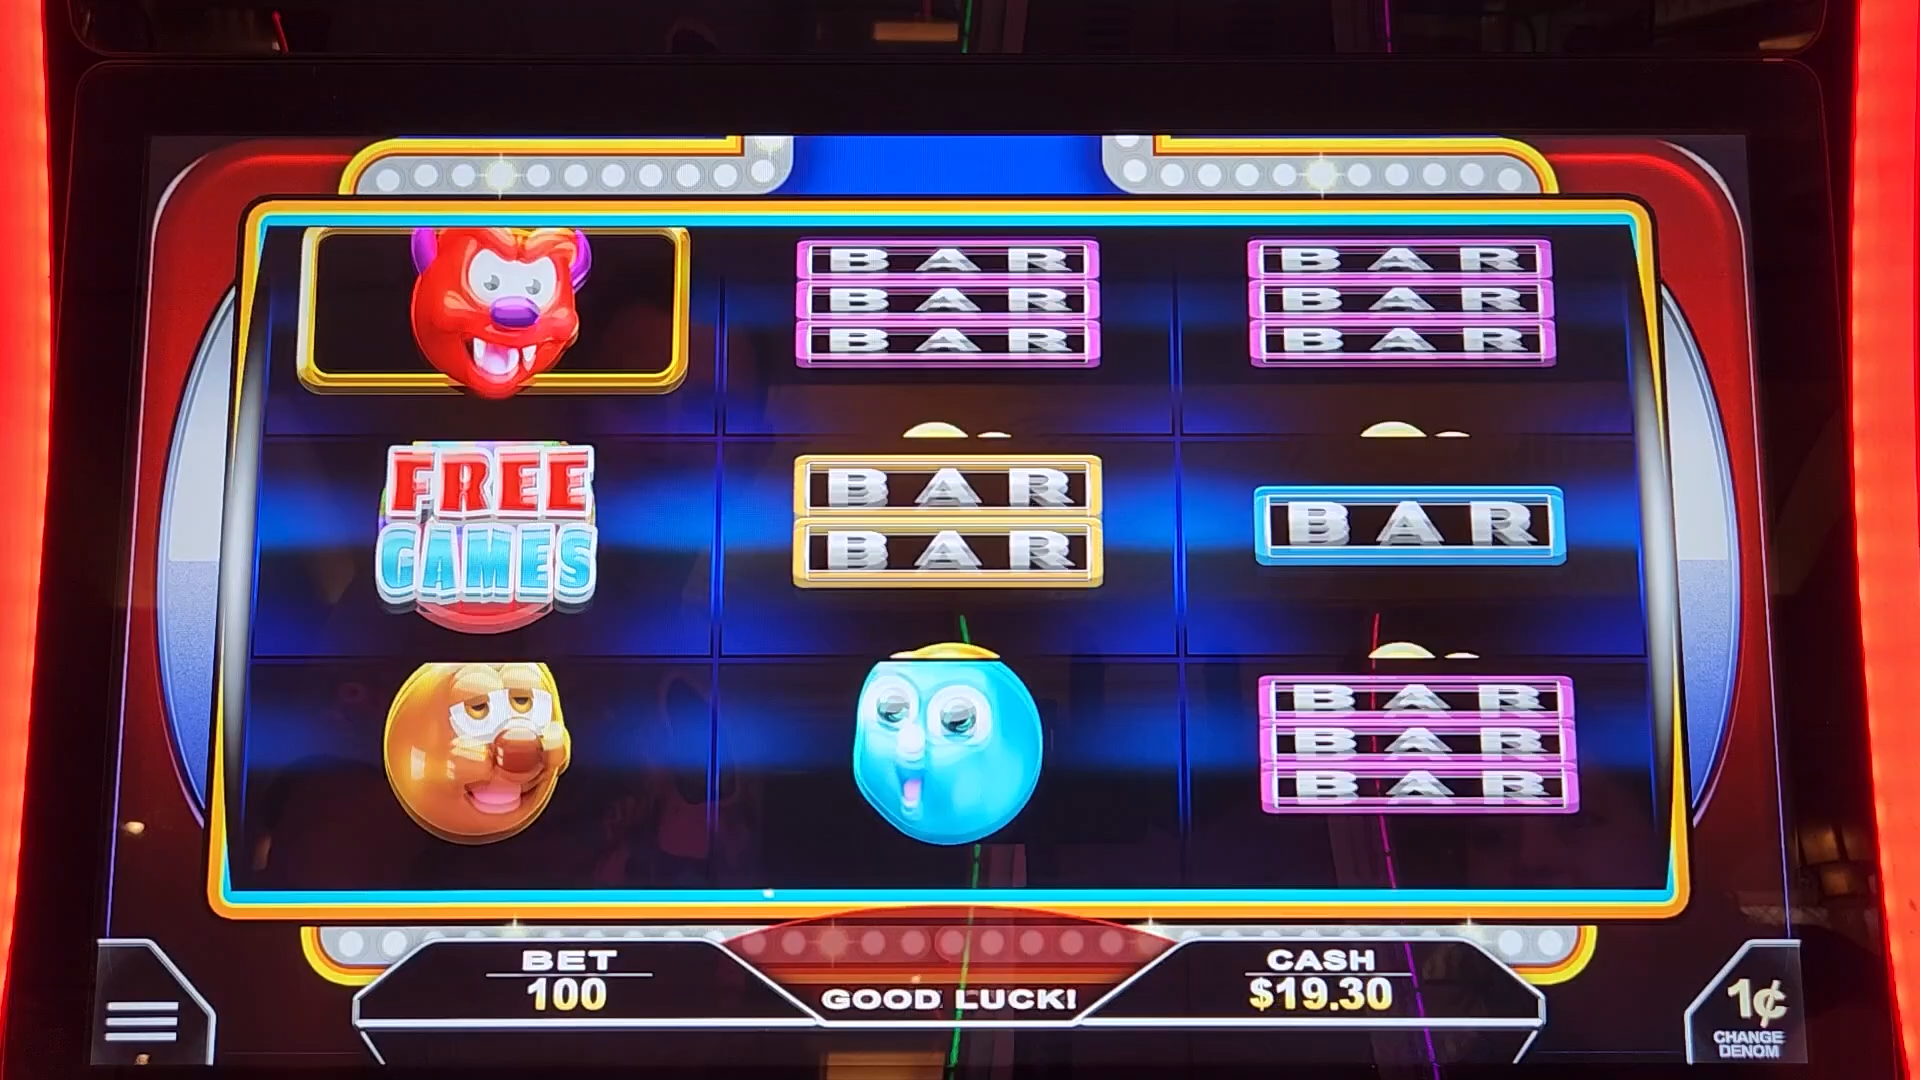 BAR BAR
BAR BAR
BAR BAR
FREE
GAMES
BAR
BAR
BAR
BAR
BAR
BAR
BET
100
GOOD LUCK!
CASH
$19.30
1¢
CHANGE
DENOM